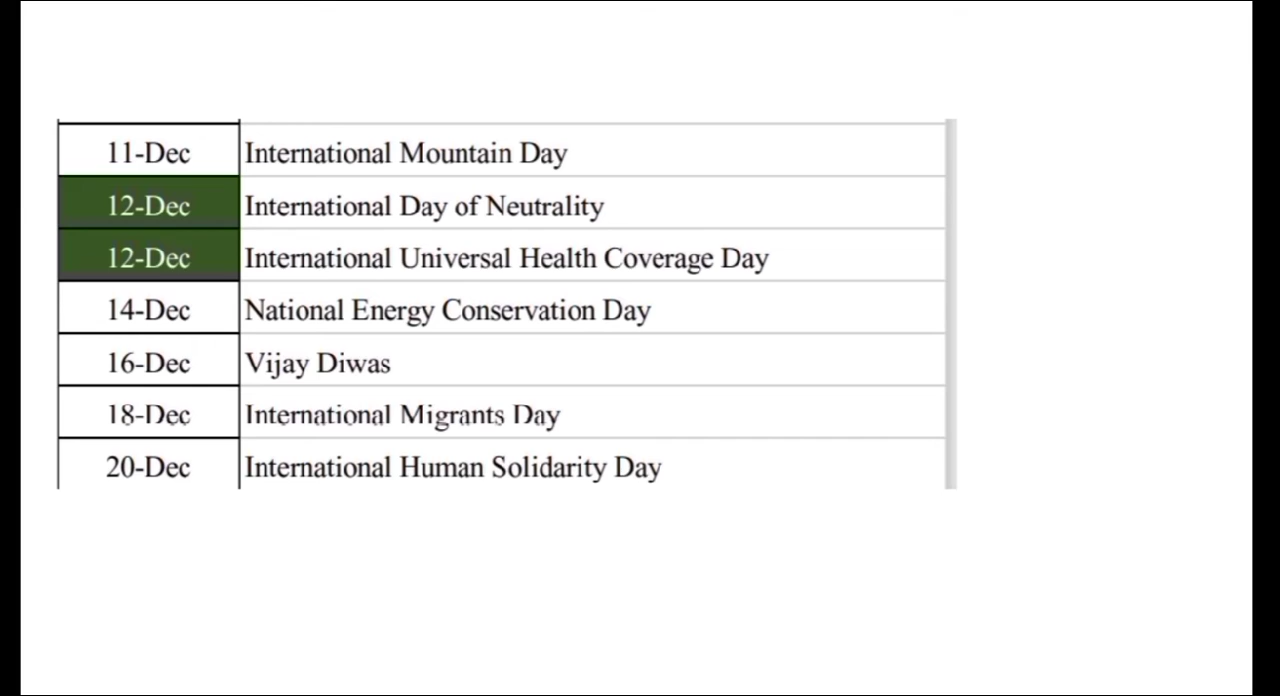 11-Dec International Mountain Day
12-Dec International Day of Neutrality
12-Dec International Universal Health Coverage Day
14-Dec National Energy Conservation Day
16-Dec Vijay Diwas
18-Dec International Migrants Day
20-Dec International Human Solidarity Day